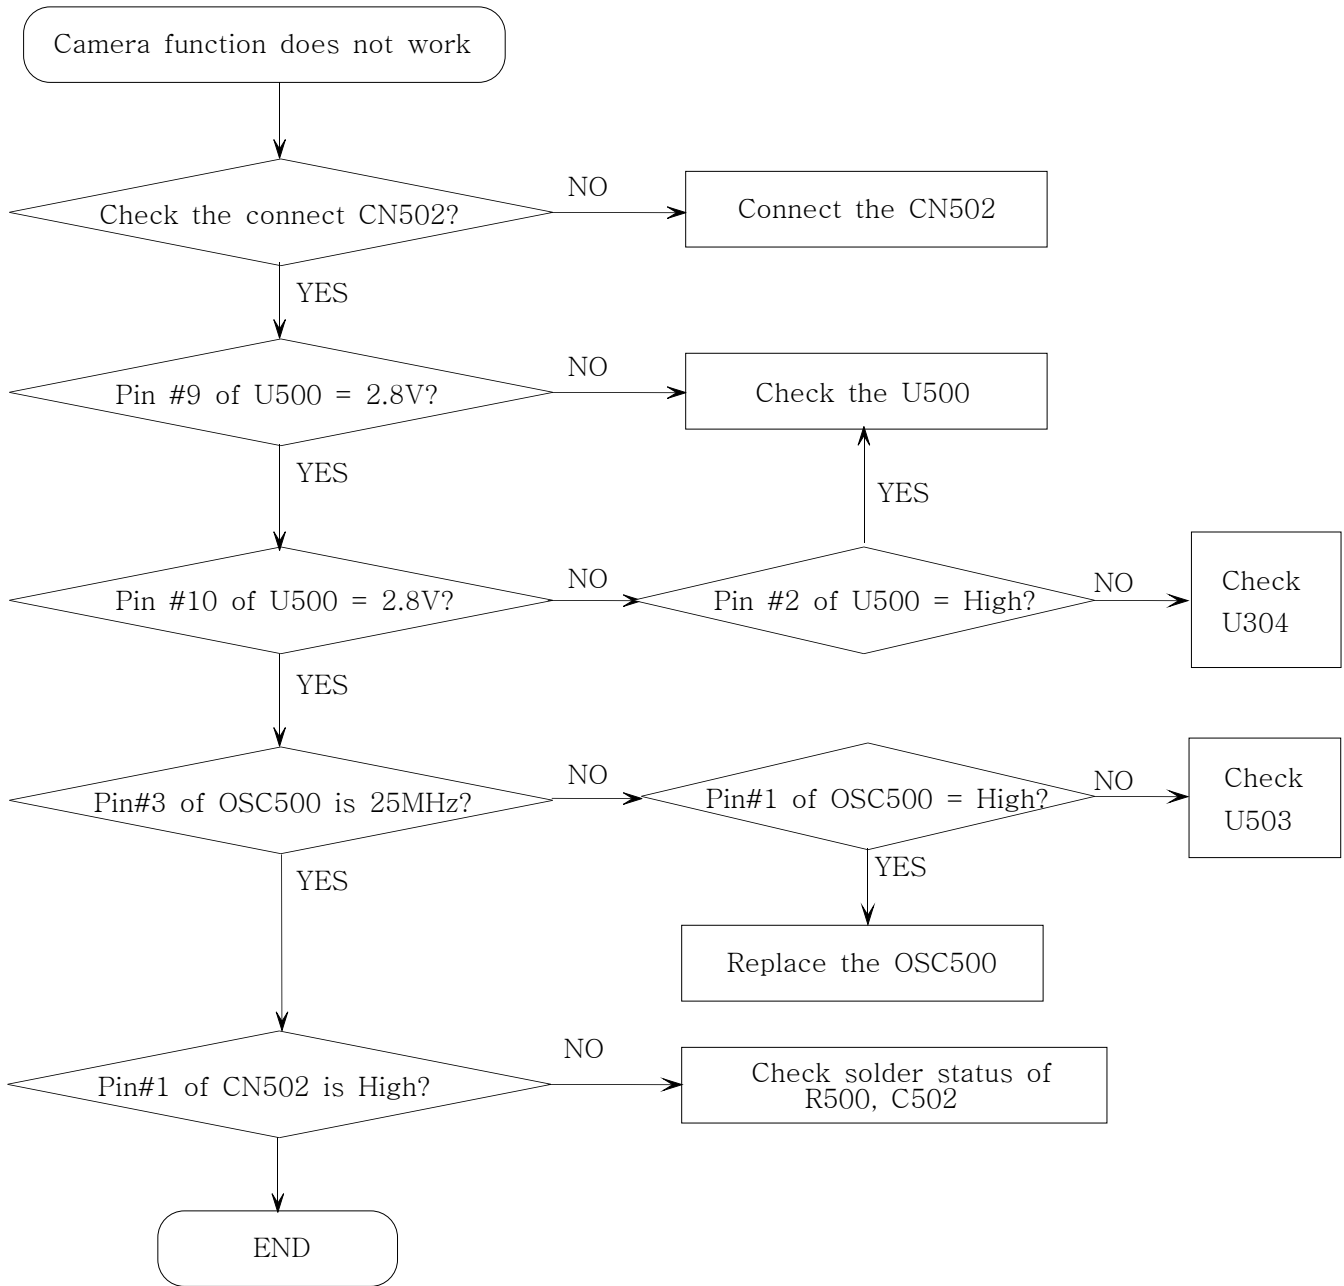 Camera function does not work
Check the connect CN502?
NO
Connect the CN502
YES
Pin #9 of U500 = 2.8V?
NO
Check the U500
YES
YES
Pin #10 of U500 = 2.8V?
NO
Pin #2 of U500 = High?
NO
Check
U304
YES
Pin#3 of OSC500 is 25MHz?
NO
Pin#1 of OSC500 = High?
NO
Check
U503
YES
YES
Replace the OSC500
Pin#1 of CN502 is High?
NO
Check solder status of
R500, C502
END